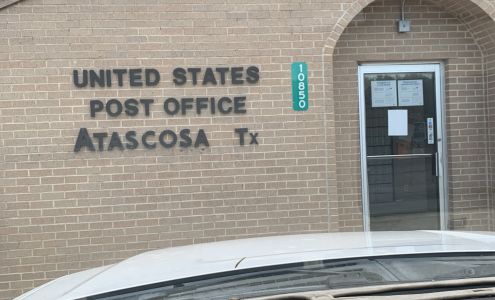 UNITED STATES
POST OFFICE
ATASCOSA TX
10850